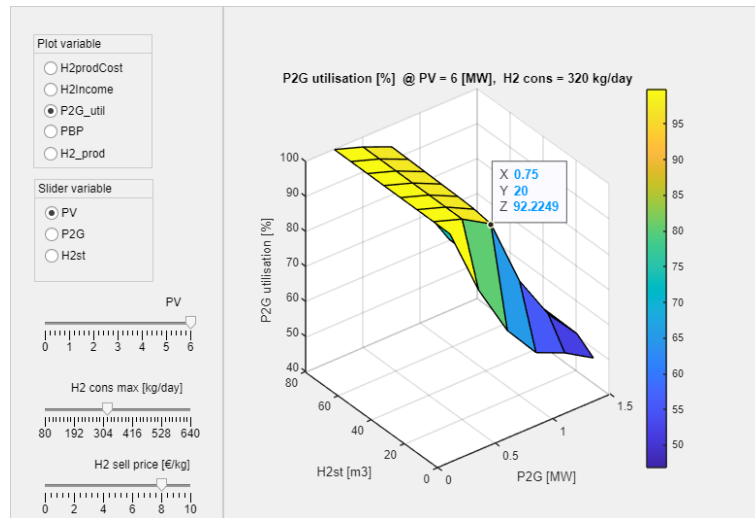 Plot variable
H2prodCost
H2Income
P2G_util
PBP
H2_prod
Slider variable
PV
P2G
H2st
PV
0 1 2 3 4 5 6
H2 cons max [kg/day]
80 192 304 416 528 640
H2 sell price [€/kg]
0 2 4 6 8 10
P2G utilisation [%] @ PV = 6 [MW], H2 cons = 320 kg/day
X 0.75
Y 20
Z 92.2249
P2G utilisation [%]
100
90
80
70
60
50
40
80
60
40
20
0
H2st [m3]
0
0.5
1
1.5
P2G [MW]
95
90
85
80
75
70
65
60
55
50